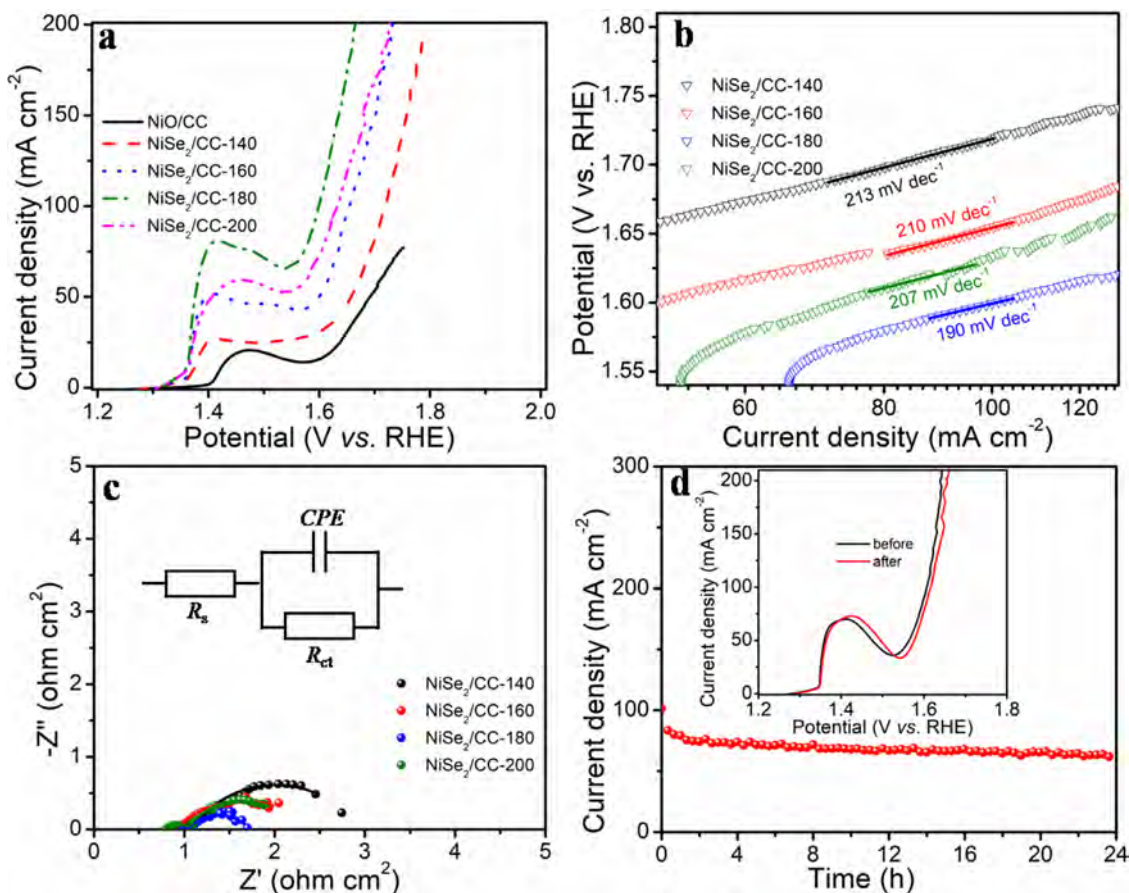 a
200
150
100
50
0
Current density (mA cm⁻²)
NiO/CC
NiSe₂/CC-140
NiSe₂/CC-160
NiSe₂/CC-180
NiSe₂/CC-200
1.2 1.4 1.6 1.8 2.0
Potential (V vs. RHE)
b
1.80
1.75
1.70
1.65
1.60
1.55
Potential (V vs. RHE)
NiSe₂/CC-140
NiSe₂/CC-160
NiSe₂/CC-180
NiSe₂/CC-200
213 mV dec⁻¹
210 mV dec⁻¹
207 mV dec⁻¹
190 mV dec⁻¹
60 80 100 120
Current density (mA cm⁻²)
c
5
4
3
2
1
0
-Z'' (ohm cm²)
CPE
Rs
Rct
NiSe₂/CC-140
NiSe₂/CC-160
NiSe₂/CC-180
NiSe₂/CC-200
0 1 2 3 4 5
Z' (ohm cm²)
d
300
200
100
0
Current density (mA cm⁻²)
200
150
100
50
0
Current density (mA cm⁻²)
before
after
1.2 1.4 1.6 1.8
Potential (V vs. RHE)
0 4 8 12 16 20 24
Time (h)